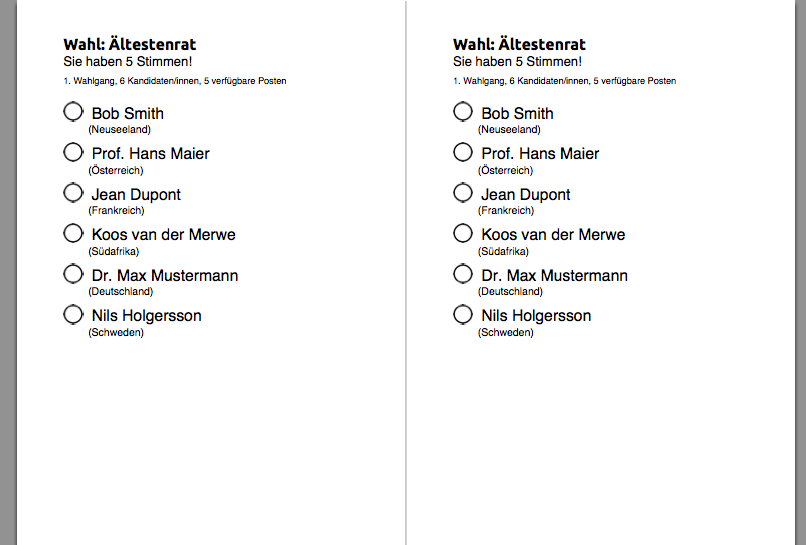 Wahl: Ältestenrat
Sie haben 5 Stimmen!
1. Wahlgang, 6 Kandidaten/innen, 5 verfügbare Posten
Bob Smith
(Neuseeland)
Prof. Hans Maier
(Österreich)
Jean Dupont
(Frankreich)
Koos van der Merwe
(Südafrika)
Dr. Max Mustermann
(Deutschland)
Nils Holgersson
(Schweden)
Wahl: Ältestenrat
Sie haben 5 Stimmen!
1. Wahlgang, 6 Kandidaten/innen, 5 verfügbare Posten
Bob Smith
(Neuseeland)
Prof. Hans Maier
(Österreich)
Jean Dupont
(Frankreich)
Koos van der Merwe
(Südafrika)
Dr. Max Mustermann
(Deutschland)
Nils Holgersson
(Schweden)